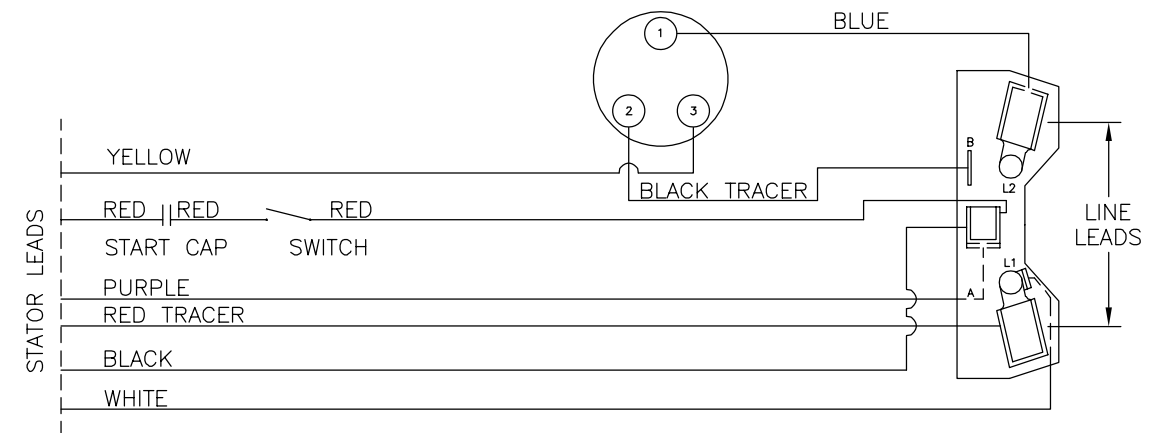 BLUE
1
2
3
B
YELLOW
BLACK TRACER
L2
RED
RED
RED
LINE
LEADS
START CAP
SWITCH
STATOR LEADS
L1
PURPLE
A
RED TRACER
BLACK
WHITE